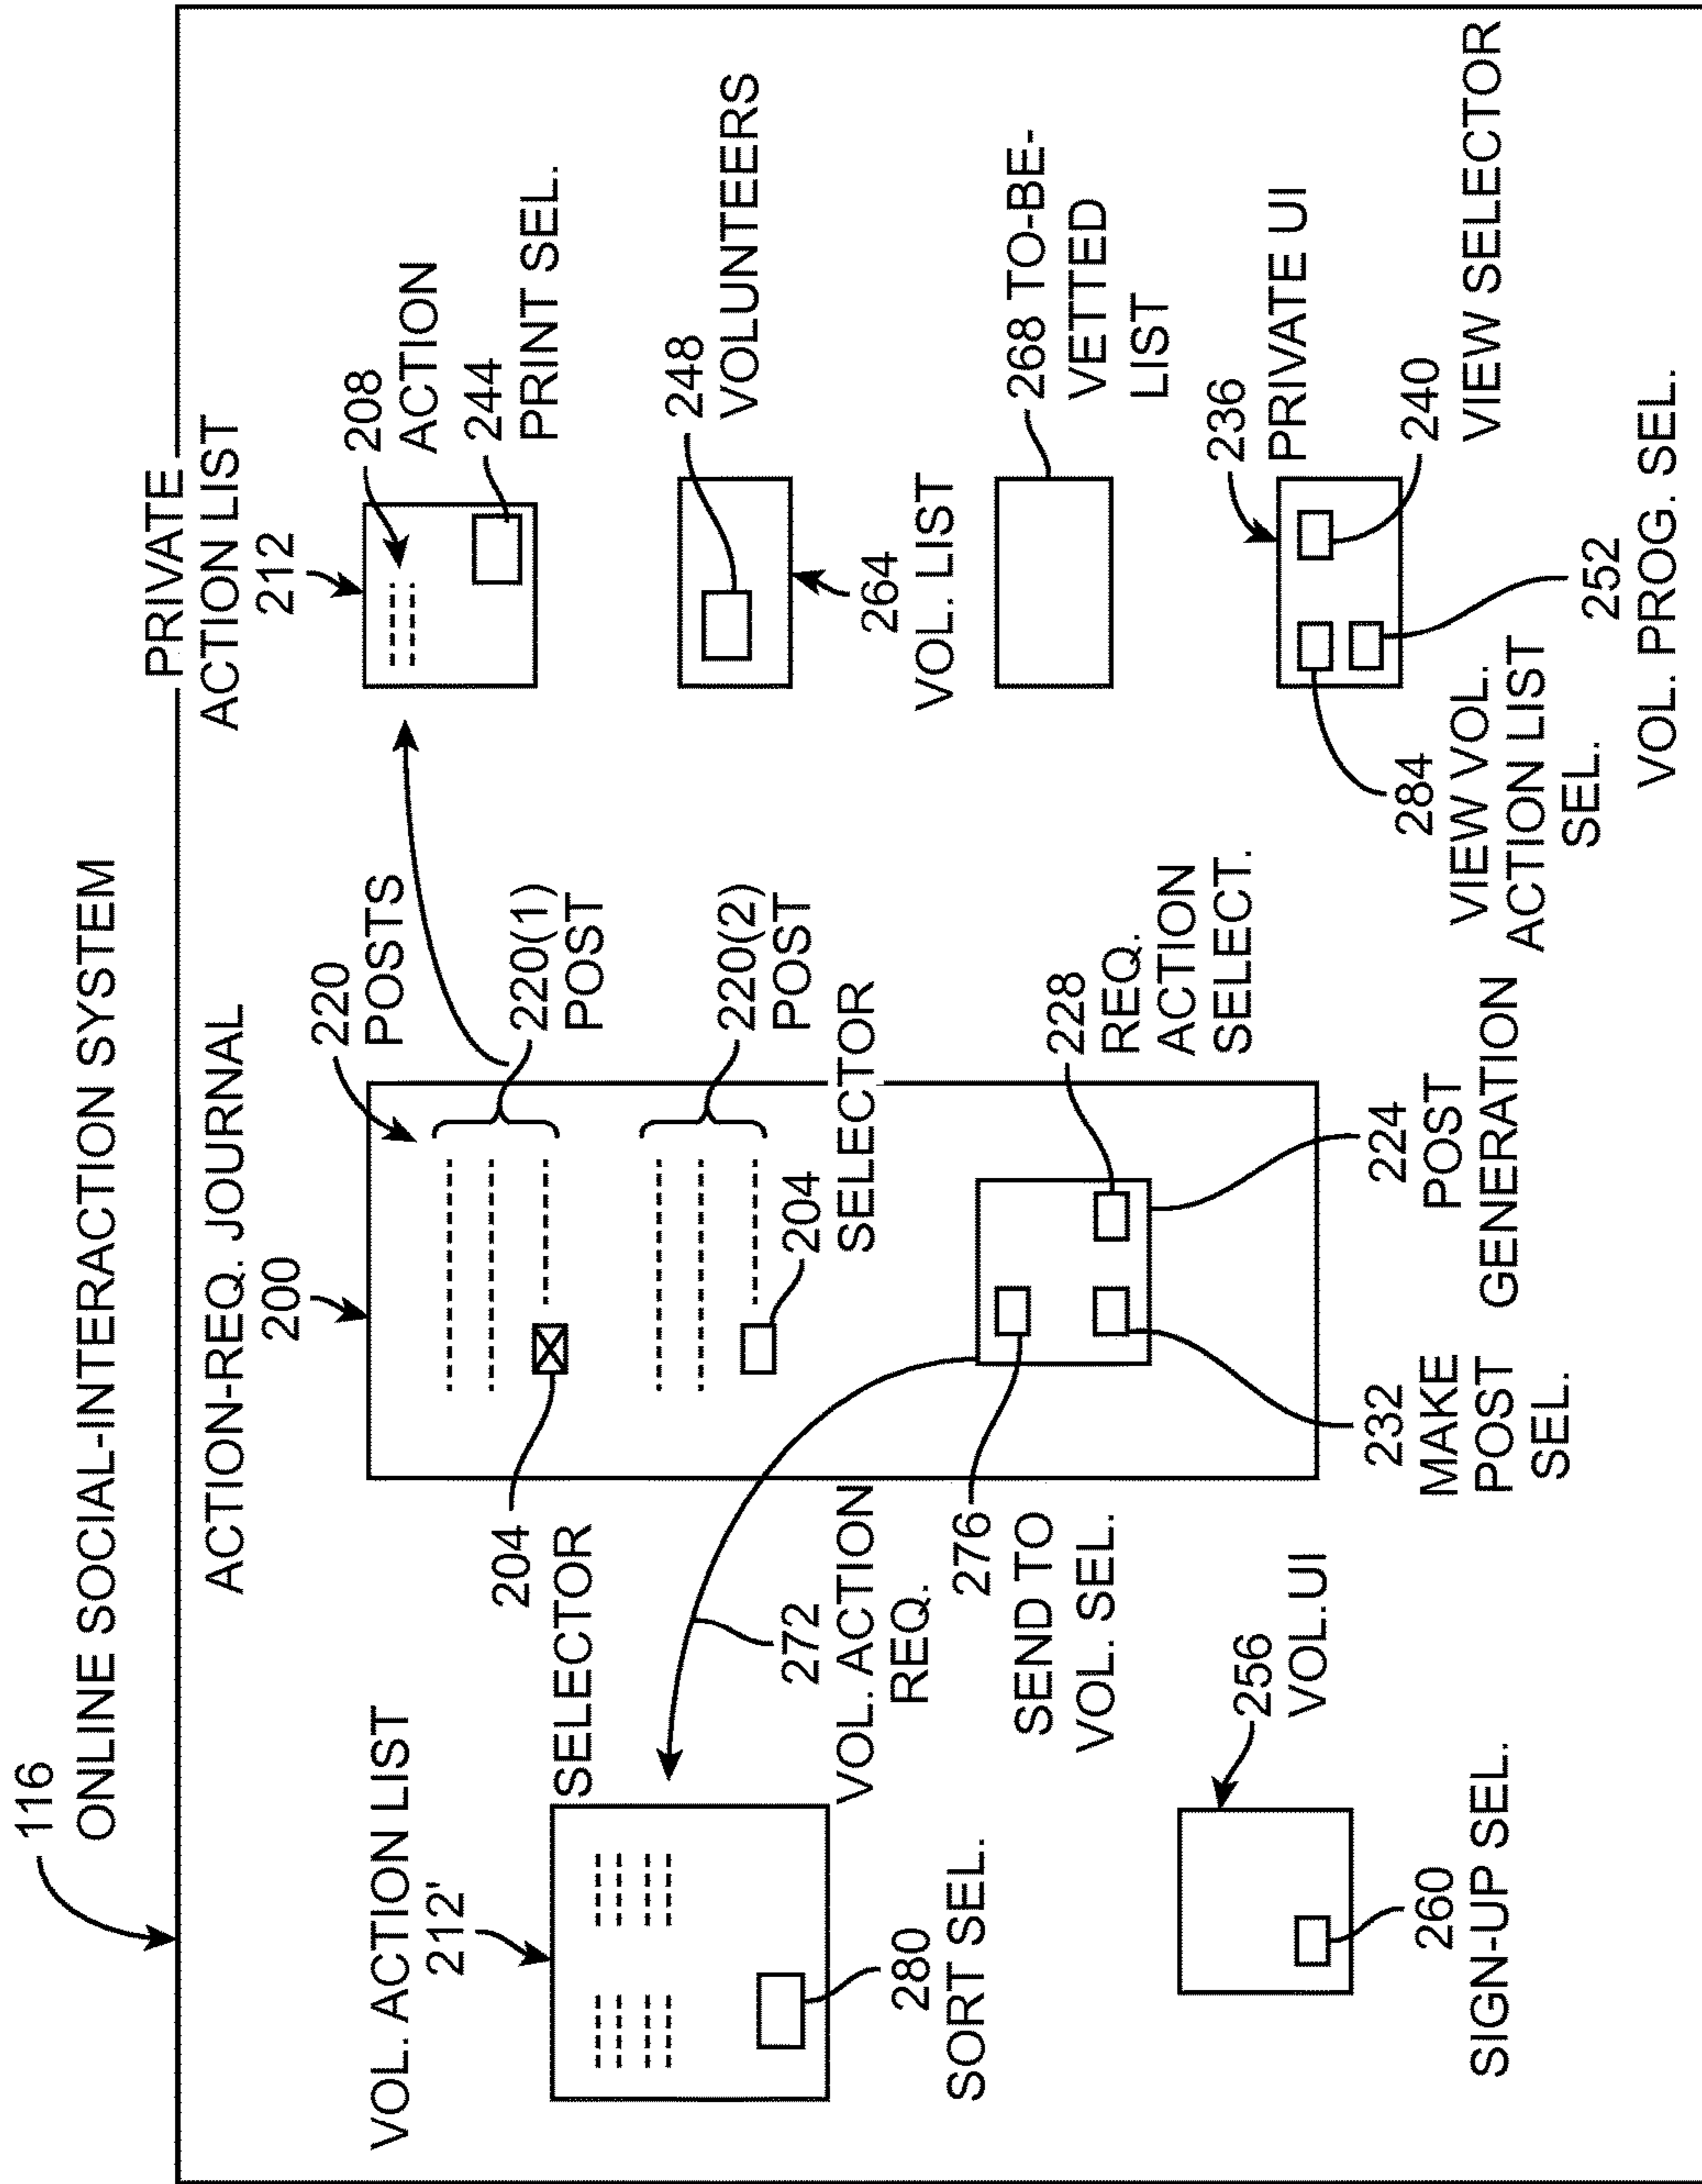 116
ONLINE SOCIAL-INTERACTION SYSTEM
VOL. ACTION LIST
212'
280
SORT SEL.
256
VOL.UI
260
SIGN-UP SEL.
ACTION-REQ. JOURNAL
200
204
SELECTOR
220
POSTS
220(1)
POST
220(2)
POST
204
SELECTOR
272
VOL. ACTION
REQ.
276
SEND TO
VOL. SEL.
228
REQ.
ACTION
SELECT.
232
MAKE
POST
SEL.
224
POST
GENERATION
PRIVATE
ACTION LIST
212
208
ACTION
244
PRINT SEL.
248
VOLUNTEERS
264
VOL. LIST
268 TO-BE-
VETTED
LIST
236
PRIVATE UI
240
VIEW SELECTOR
284
VIEW VOL.
ACTION LIST
SEL.
252
VOL. PROG. SEL.